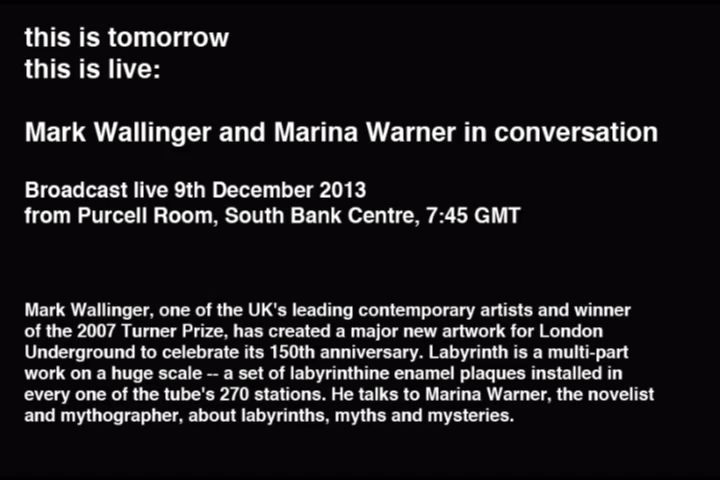 this is tomorrow
this is live:
Mark Wallinger and Marina Warner in conversation
Broadcast live 9th December 2013
from Purcell Room, South Bank Centre, 7:45 GMT
Mark Wallinger, one of the UK's leading contemporary artists and winner
of the 2007 Turner Prize, has created a major new artwork for London
Underground to celebrate its 150th anniversary. Labyrinth is a multi-part
work on a huge scale -- a set of labyrinthine enamel plaques installed in
every one of the tube's 270 stations. He talks to Marina Warner, the novelist
and mythographer, about labyrinths, myths and mysteries.